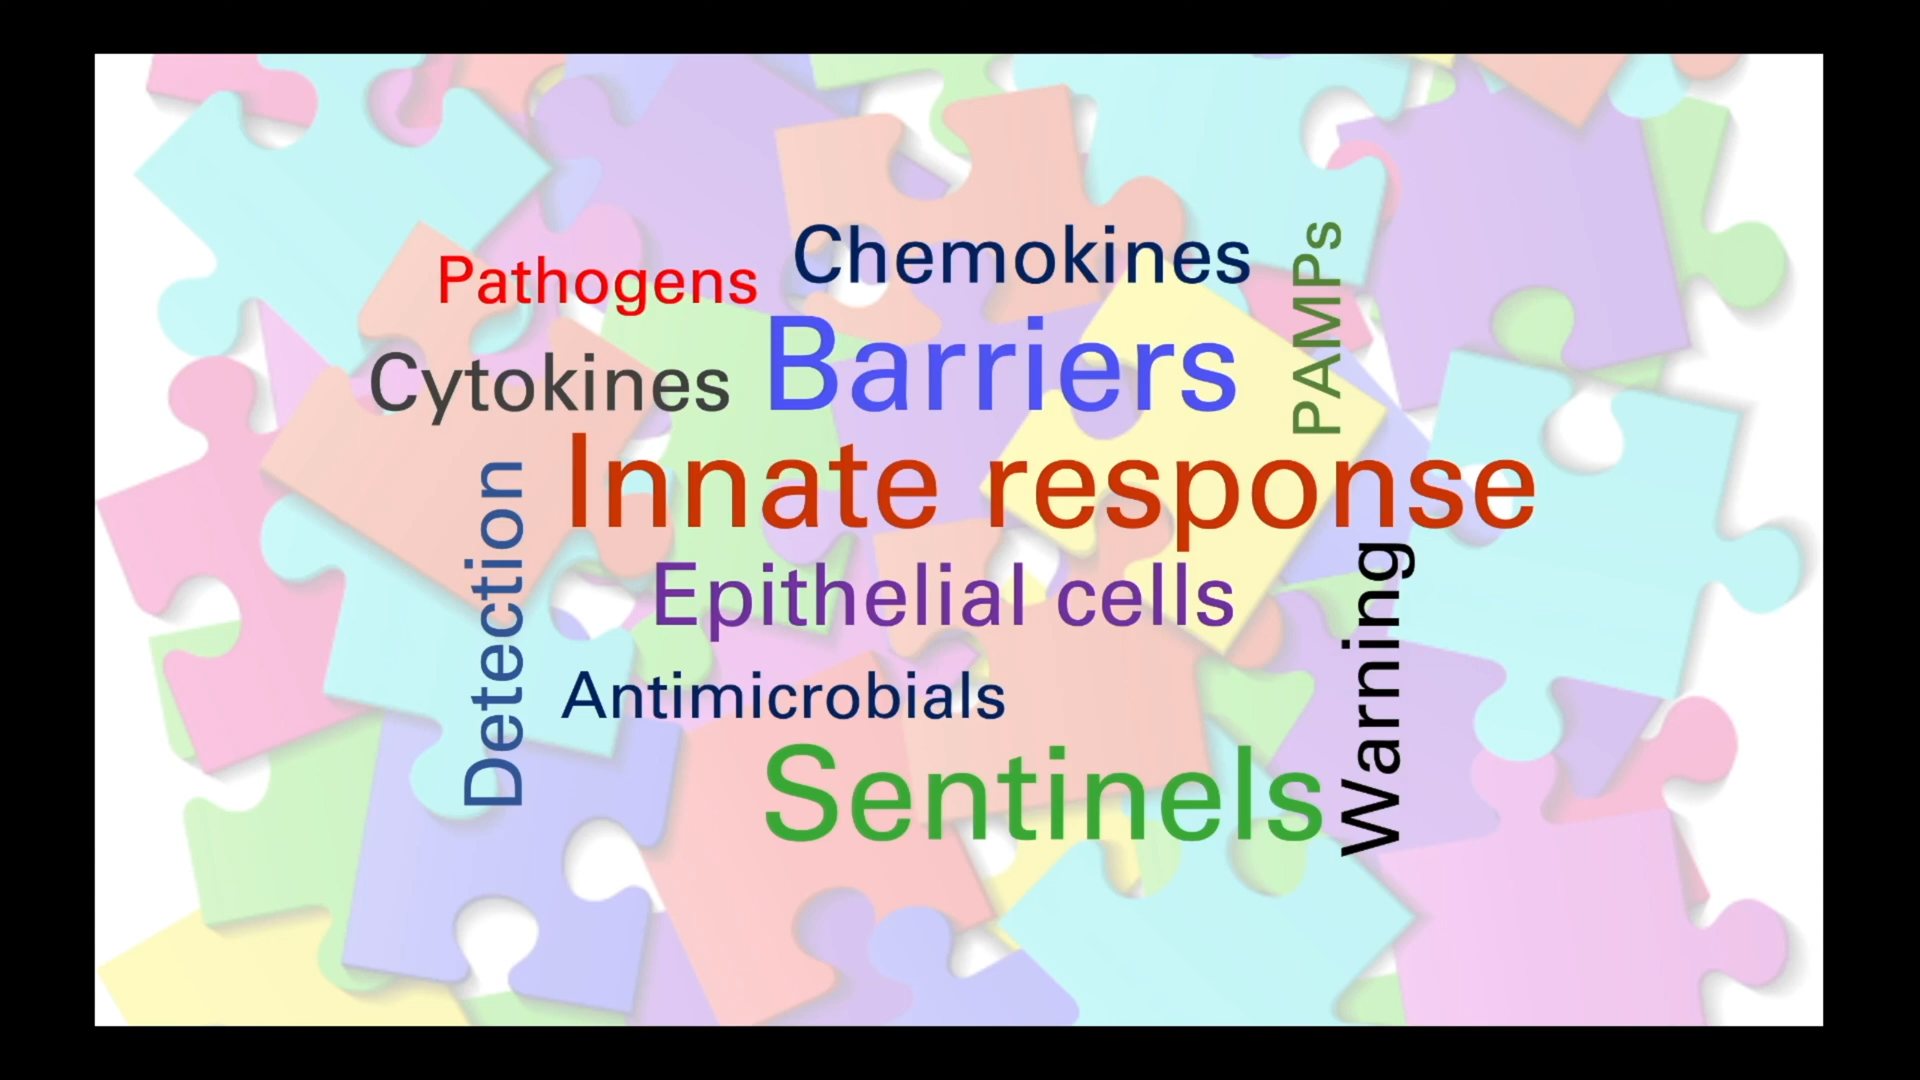 Pathogens
Chemokines
PAMPs
Cytokines
Barriers
Innate response
Detection
Epithelial cells
Warning
Antimicrobials
Sentinels